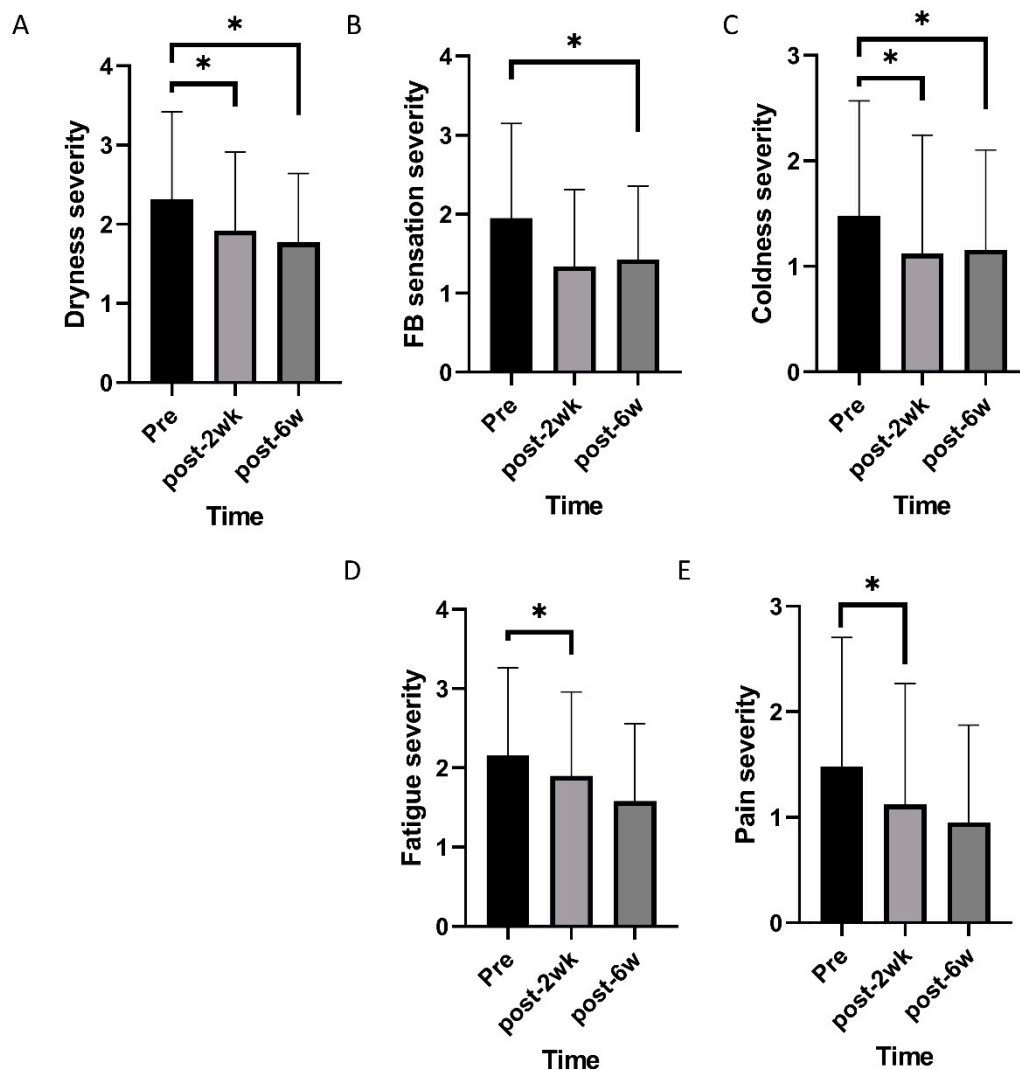 A
Dryness severity
4
3
2
1
0
*
*
Pre
post-2wk
post-6w
Time
B
FB sensation severity
4
3
2
1
0
*
Pre
post-2wk
post-6w
Time
C
Coldness severity
3
2
1
0
*
*
Pre
post-2wk
post-6w
Time
D
Fatigue severity
4
3
2
1
0
*
Pre
post-2wk
post-6w
Time
E
Pain severity
3
2
1
0
*
Pre
post-2wk
post-6w
Time